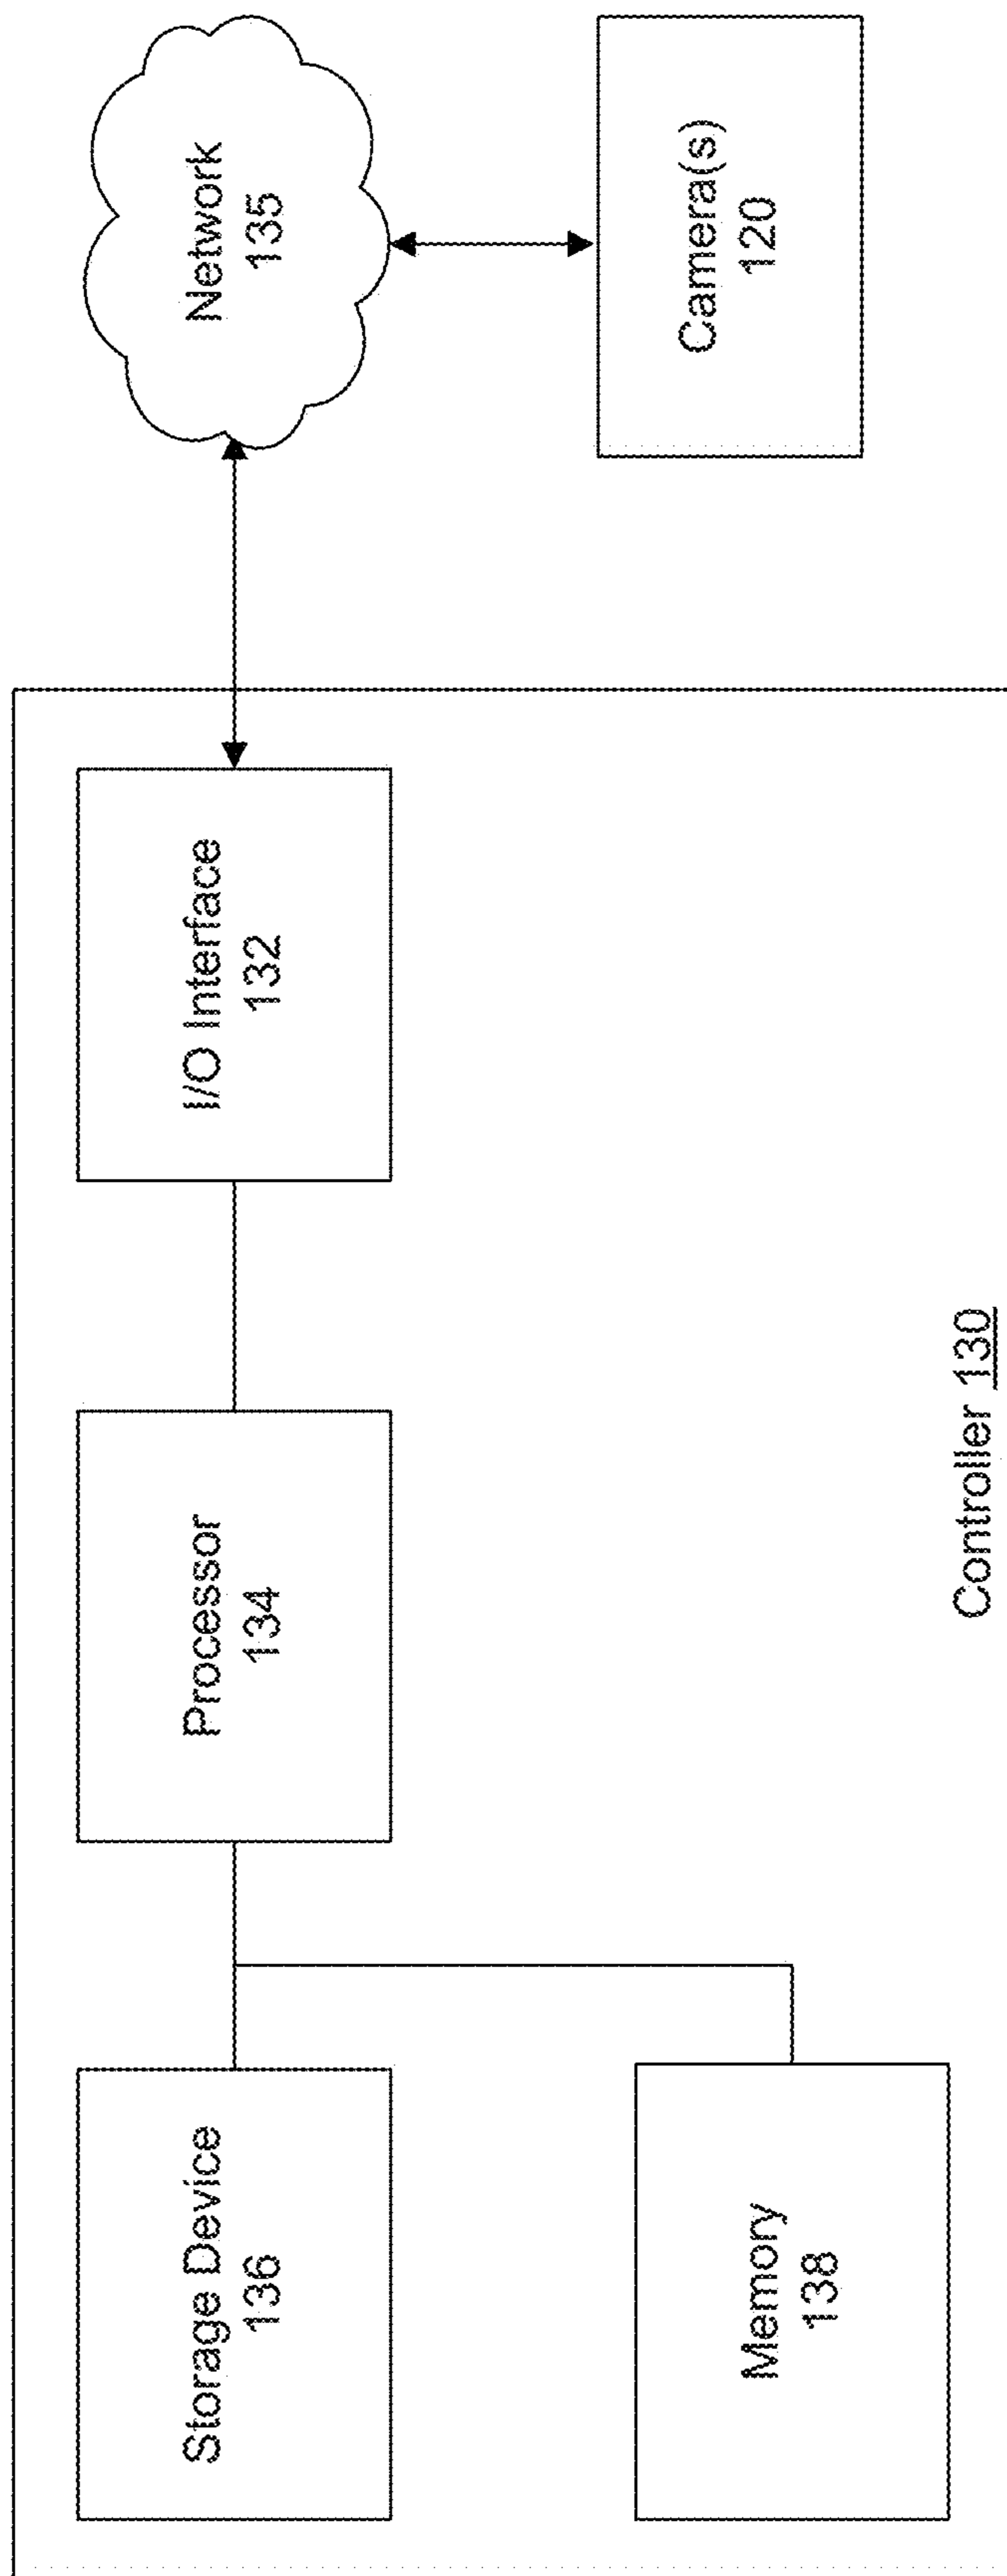 Storage Device
136
Processor
134
I/O Interface
132
Network
135
Memory
138
Camera(s)
120
Controller 130